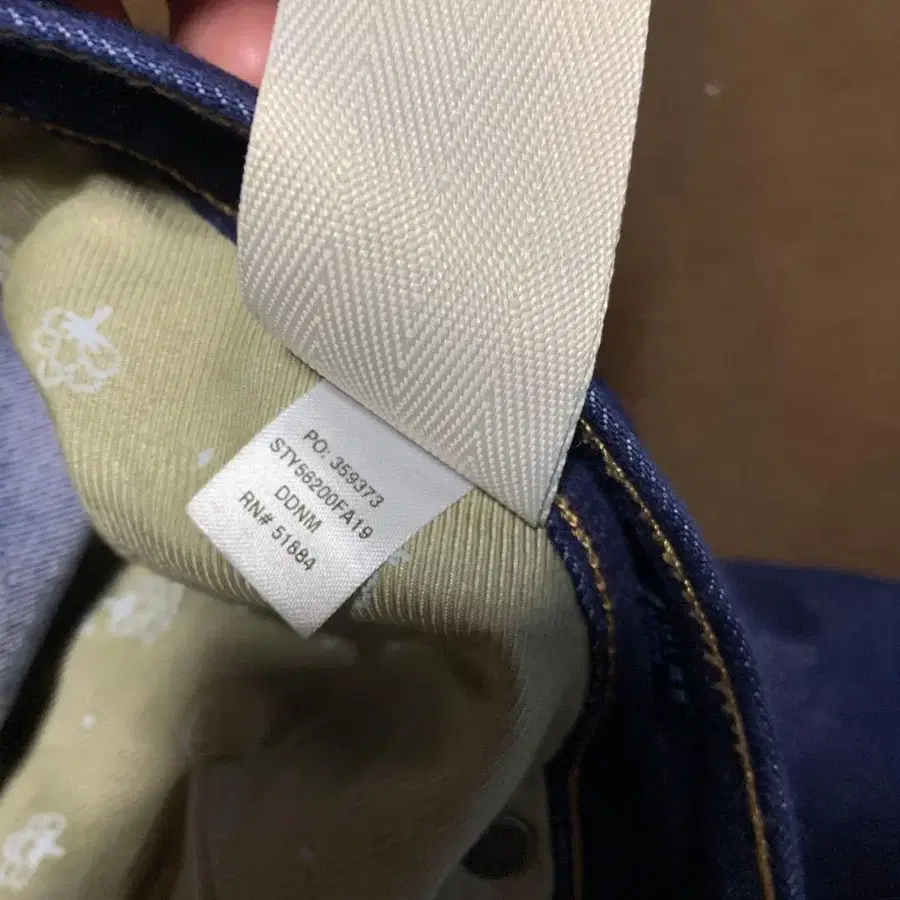 PO: 359373
STY56200FA19
DDNM
RN# 51884